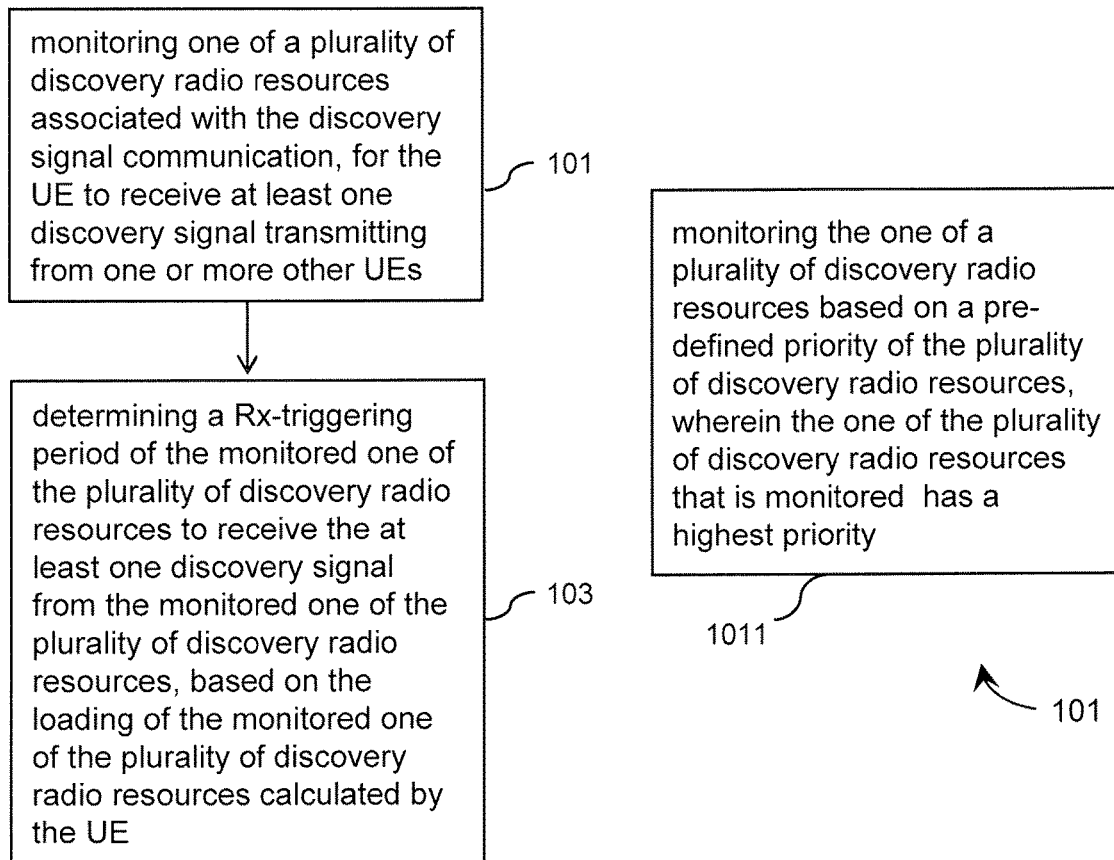 monitoring one of a plurality of
discovery radio resources
associated with the discovery
signal communication, for the
UE to receive at least one
discovery signal transmitting
from one or more other UEs
101
determining a Rx-triggering
period of the monitored one of
the plurality of discovery radio
resources to receive the at
least one discovery signal
from the monitored one of the
plurality of discovery radio
resources, based on the
loading of the monitored one
of the plurality of discovery
radio resources calculated by
the UE
103
monitoring the one of a
plurality of discovery radio
resources based on a pre-
defined priority of the plurality
of discovery radio resources,
wherein the one of the plurality
of discovery radio resources
that is monitored has a
highest priority
1011
101